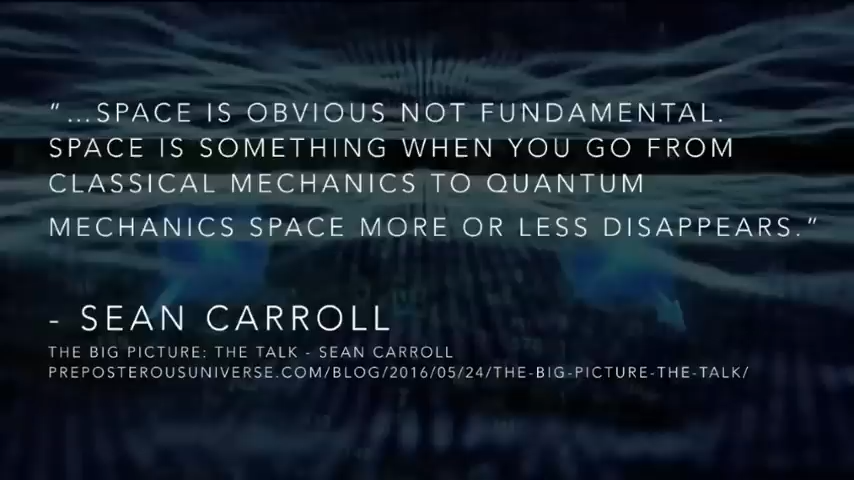 “...SPACE IS OBVIOUS NOT FUNDAMENTAL.
SPACE IS SOMETHING WHEN YOU GO FROM
CLASSICAL MECHANICS TO QUANTUM
MECHANICS SPACE MORE OR LESS DISAPPEARS.”
- SEAN CARROLL
THE BIG PICTURE: THE TALK - SEAN CARROLL
PREPOSTEROUSUNIVERSE.COM/BLOG/2016/05/24/THE-BIG-PICTURE-THE-TALK/